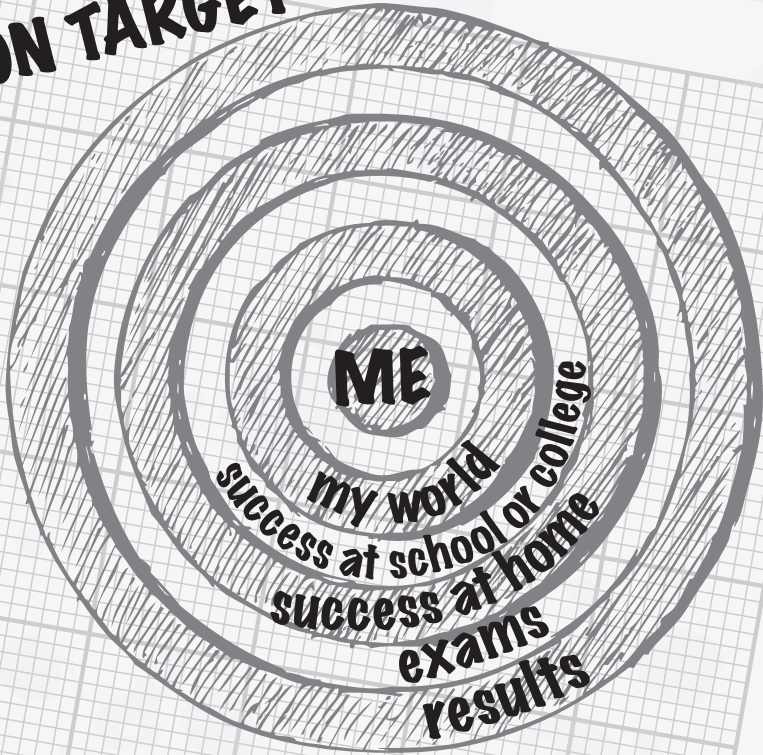 ON TARGET
ME
my world
success at school or college
success at home
exams
results